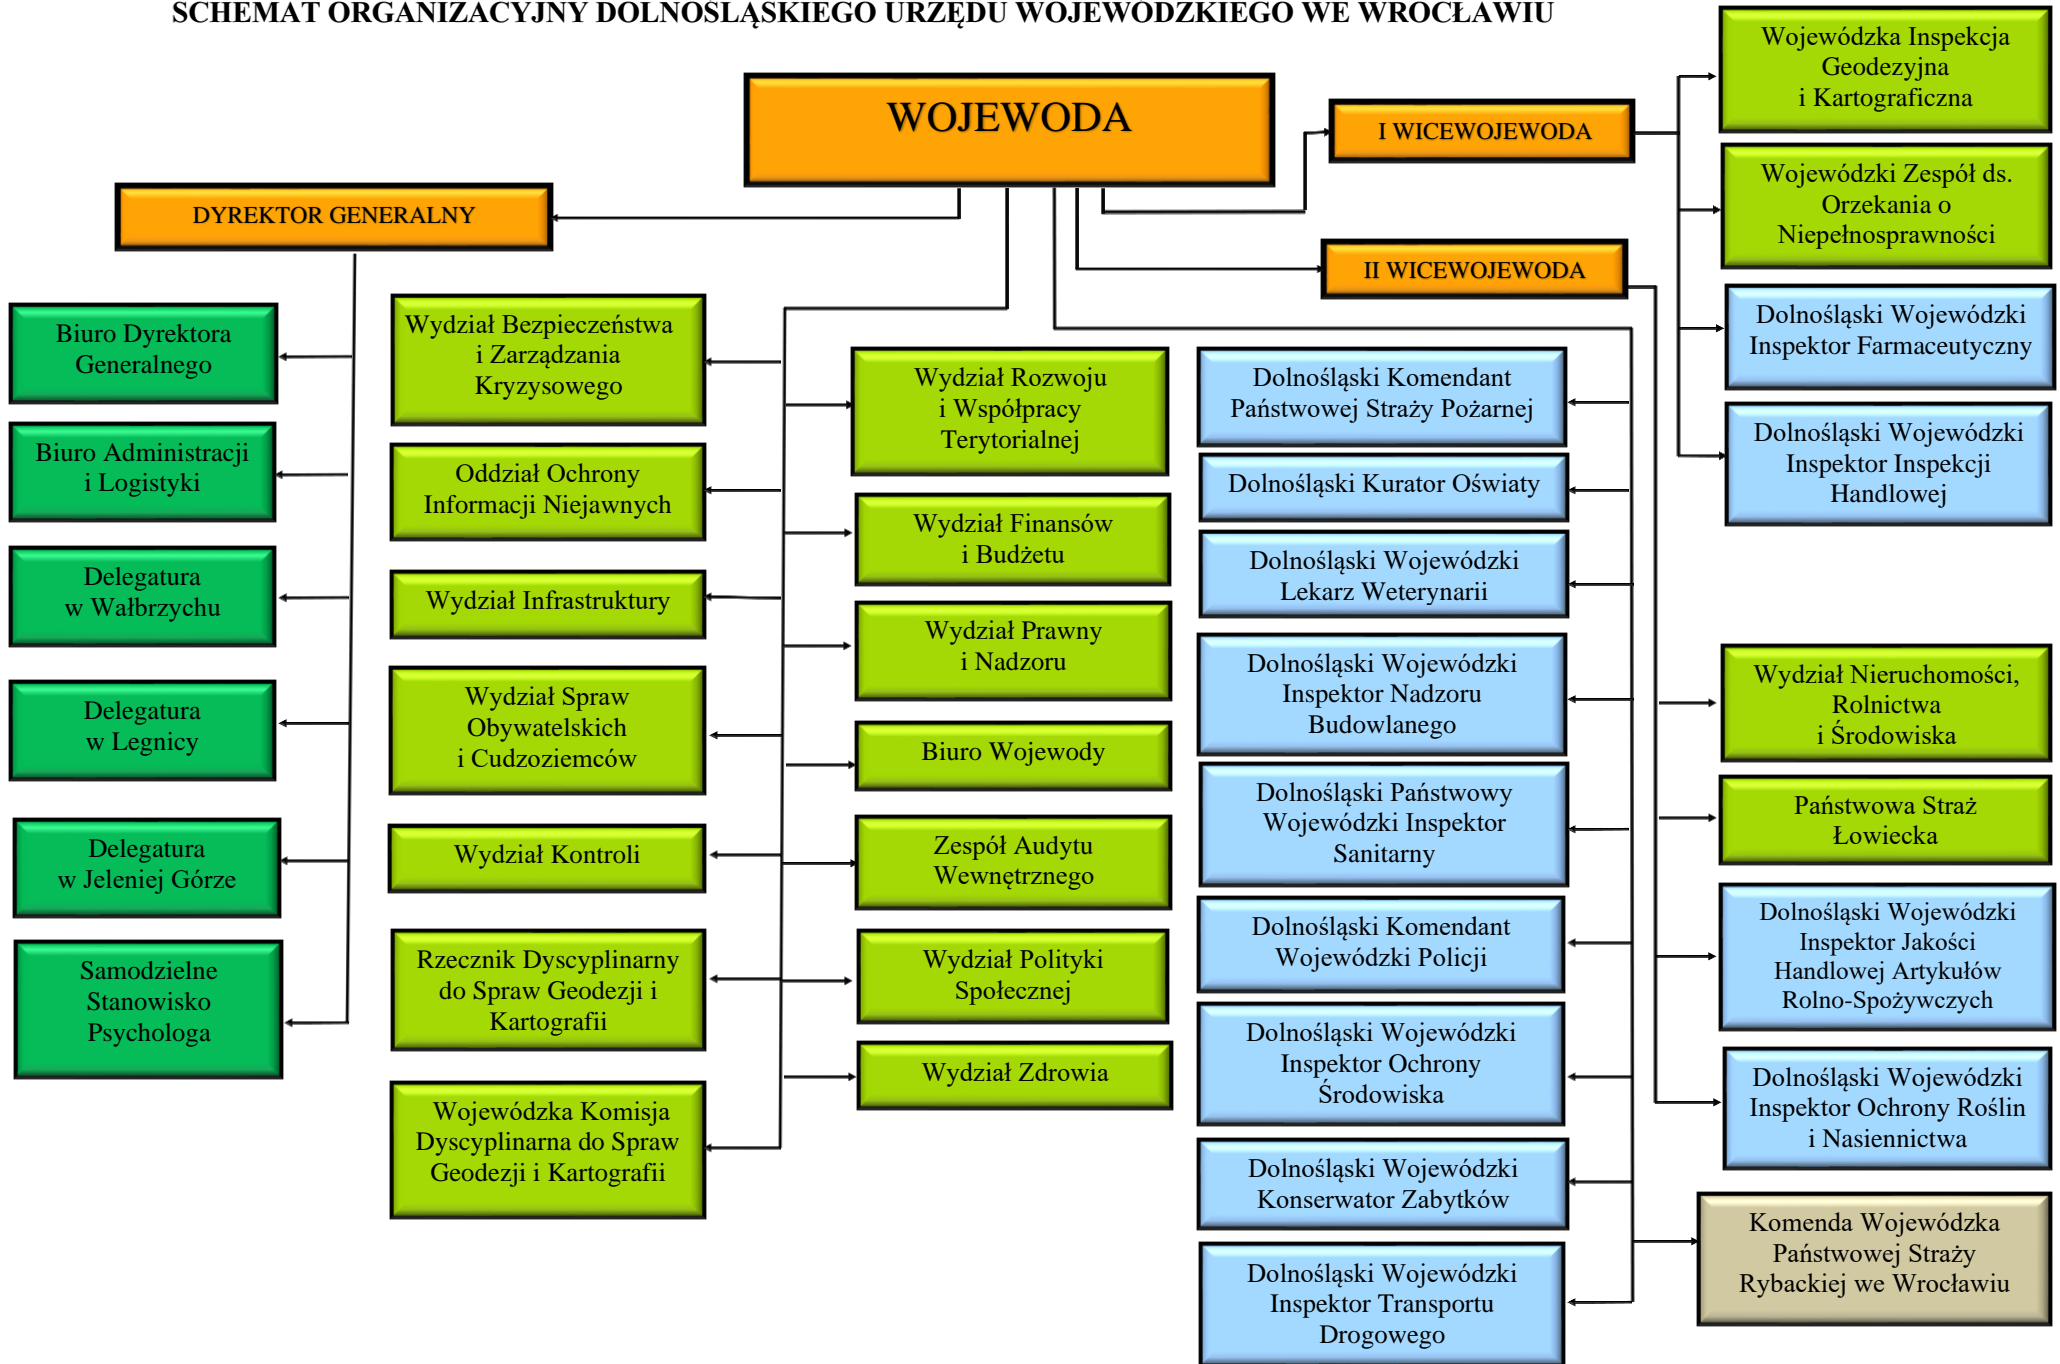 SCHEMAT ORGANIZACYJNY DOLNOŚLĄSKIEGO URZĘDU WOJEWÓDZKIEGO WE WROCŁAWIU
WOJEWODA
I WICEWOJEWODA
II WICEWOJEWODA
DYREKTOR GENERALNY
Biuro Dyrektora
Generalnego
Biuro Administracji
i Logistyki
Delegatura
w Wałbrzychu
Delegatura
w Legnicy
Delegatura
w Jeleniej Górze
Samodzielne
Stanowisko
Psychologa
Wydział Bezpieczeństwa
i Zarządzania
Kryzysowego
Oddział Ochrony
Informacji Niejawnych
Wydział Infrastruktury
Wydział Spraw
Obywatelskich
i Cudzoziemców
Wydział Kontroli
Rzecznik Dyscyplinarny
do Spraw Geodezji i
Kartografii
Wojewódzka Komisja
Dyscyplinarna do Spraw
Geodezji i Kartografii
Wydział Rozwoju
i Współpracy
Terytorialnej
Wydział Finansów
i Budżetu
Wydział Prawny
i Nadzoru
Biuro Wojewody
Zespół Audytu
Wewnętrznego
Wydział Polityki
Społecznej
Wydział Zdrowia
Dolnośląski Komendant
Państwowej Straży Pożarnej
Dolnośląski Kurator Oświaty
Dolnośląski Wojewódzki
Lekarz Weterynarii
Dolnośląski Wojewódzki
Inspektor Nadzoru
Budowlanego
Dolnośląski Państwowy
Wojewódzki Inspektor
Sanitarny
Dolnośląski Komendant
Wojewódzki Policji
Dolnośląski Wojewódzki
Inspektor Ochrony
Środowiska
Dolnośląski Wojewódzki
Konserwator Zabytków
Dolnośląski Wojewódzki
Inspektor Transportu
Drogowego
Wojewódzka Inspekcja
Geodezyjna
i Kartograficzna
Wojewódzki Zespół ds.
Orzekania o
Niepełnosprawności
Dolnośląski Wojewódzki
Inspektor Farmaceutyczny
Dolnośląski Wojewódzki
Inspektor Inspekcji
Handlowej
Wydział Nieruchomości,
Rolnictwa
i Środowiska
Państwowa Straż
Łowiecka
Dolnośląski Wojewódzki
Inspektor Jakości
Handlowej Artykułów
Rolno-Spożywczych
Dolnośląski Wojewódzki
Inspektor Ochrony Roślin
i Nasiennictwa
Komenda Wojewódzka
Państwowej Straży
Rybackiej we Wrocławiu